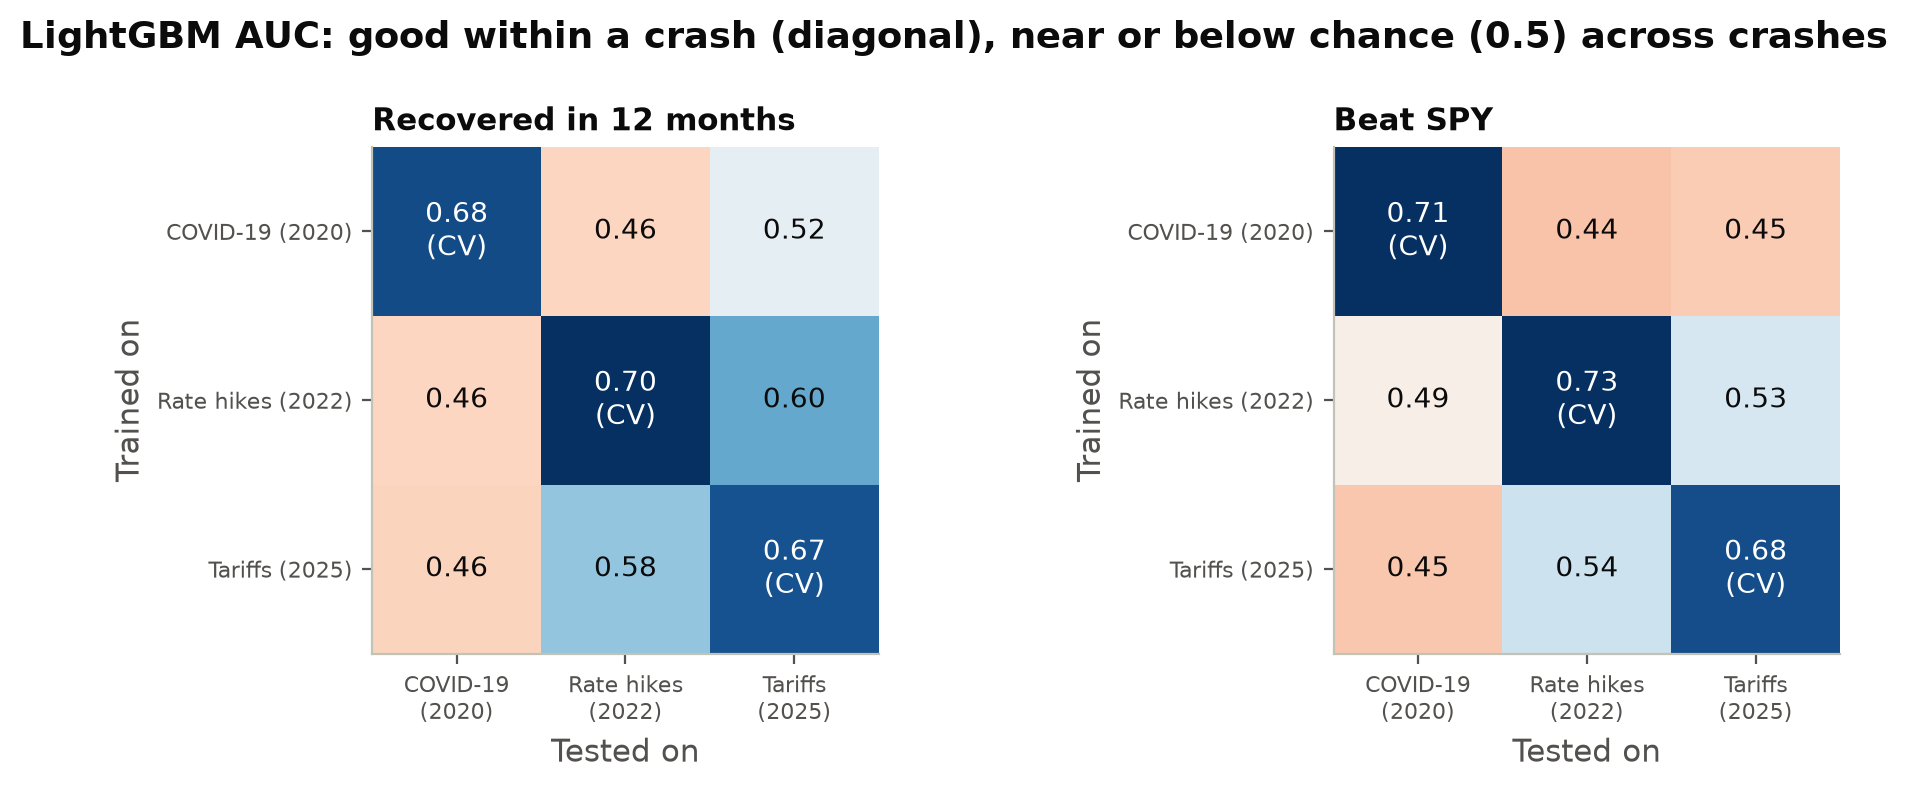 LightGBM AUC: good within a crash (diagonal), near or below chance (0.5) across crashes
Recovered in 12 months
Trained on
COVID-19 (2020)
Rate hikes (2022)
Tariffs (2025)
0.68
(CV)
0.46
0.52
0.46
0.70
(CV)
0.60
0.46
0.58
0.67
(CV)
COVID-19
(2020)
Rate hikes
(2022)
Tariffs
(2025)
Tested on
Beat SPY
Trained on
COVID-19 (2020)
Rate hikes (2022)
Tariffs (2025)
0.71
(CV)
0.44
0.45
0.49
0.73
(CV)
0.53
0.45
0.54
0.68
(CV)
COVID-19
(2020)
Rate hikes
(2022)
Tariffs
(2025)
Tested on